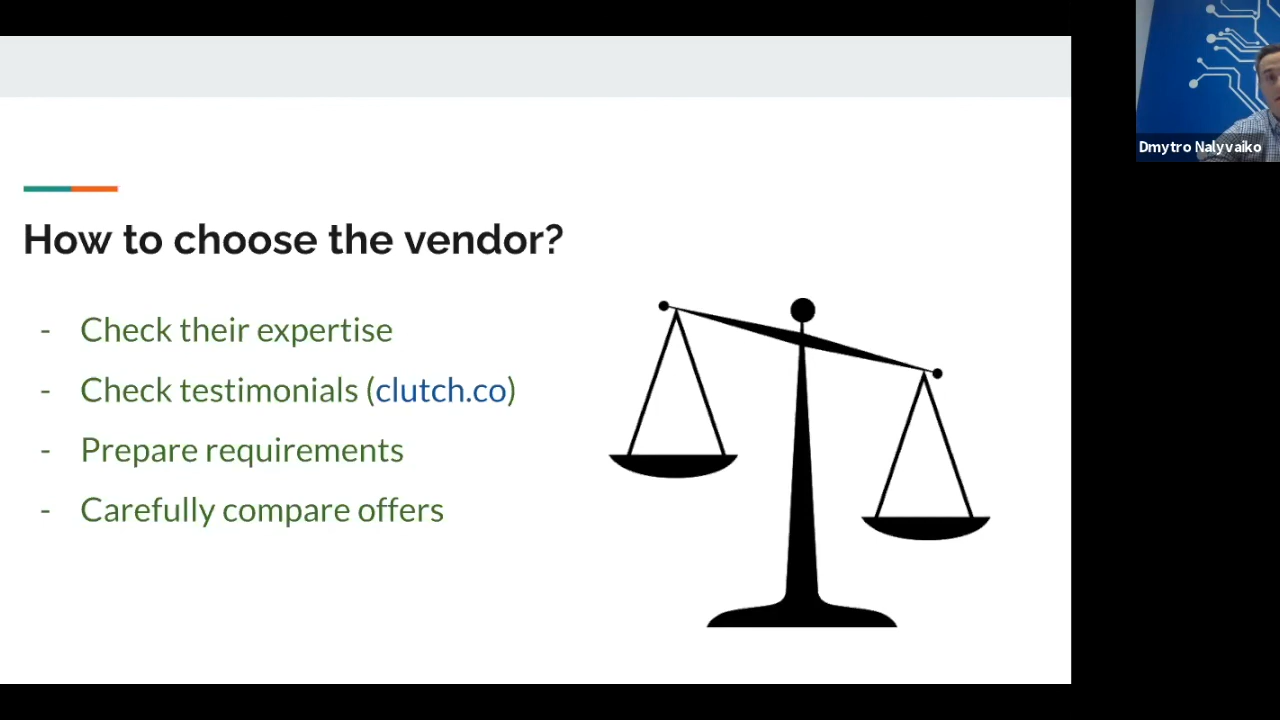 How to choose the vendor?
- Check their expertise
- Check testimonials (clutch.co)
- Prepare requirements
- Carefully compare offers
Dmytro Nalyvaiko